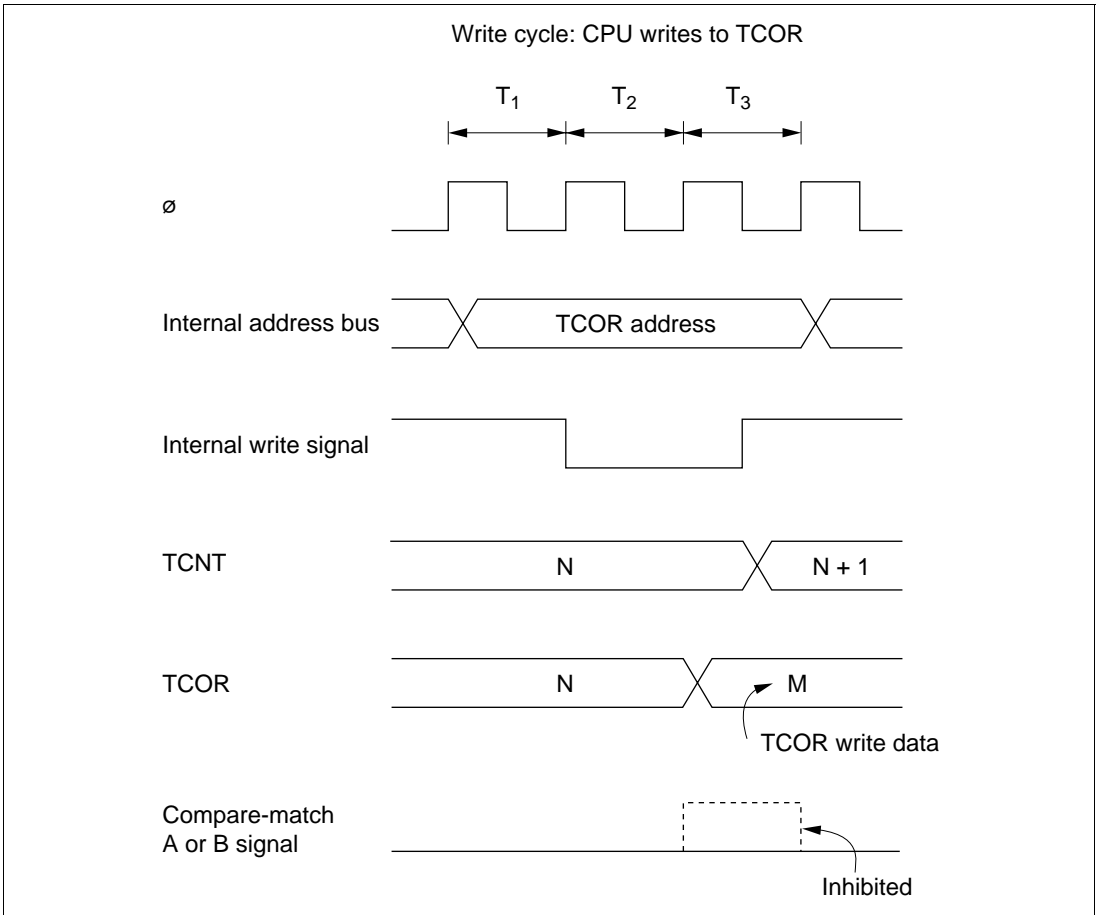 Write cycle: CPU writes to TCOR
T1 T2 T3
ø
Internal address bus
TCOR address
Internal write signal
TCNT
N
N + 1
TCOR
N
M
TCOR write data
Compare-match
A or B signal
Inhibited